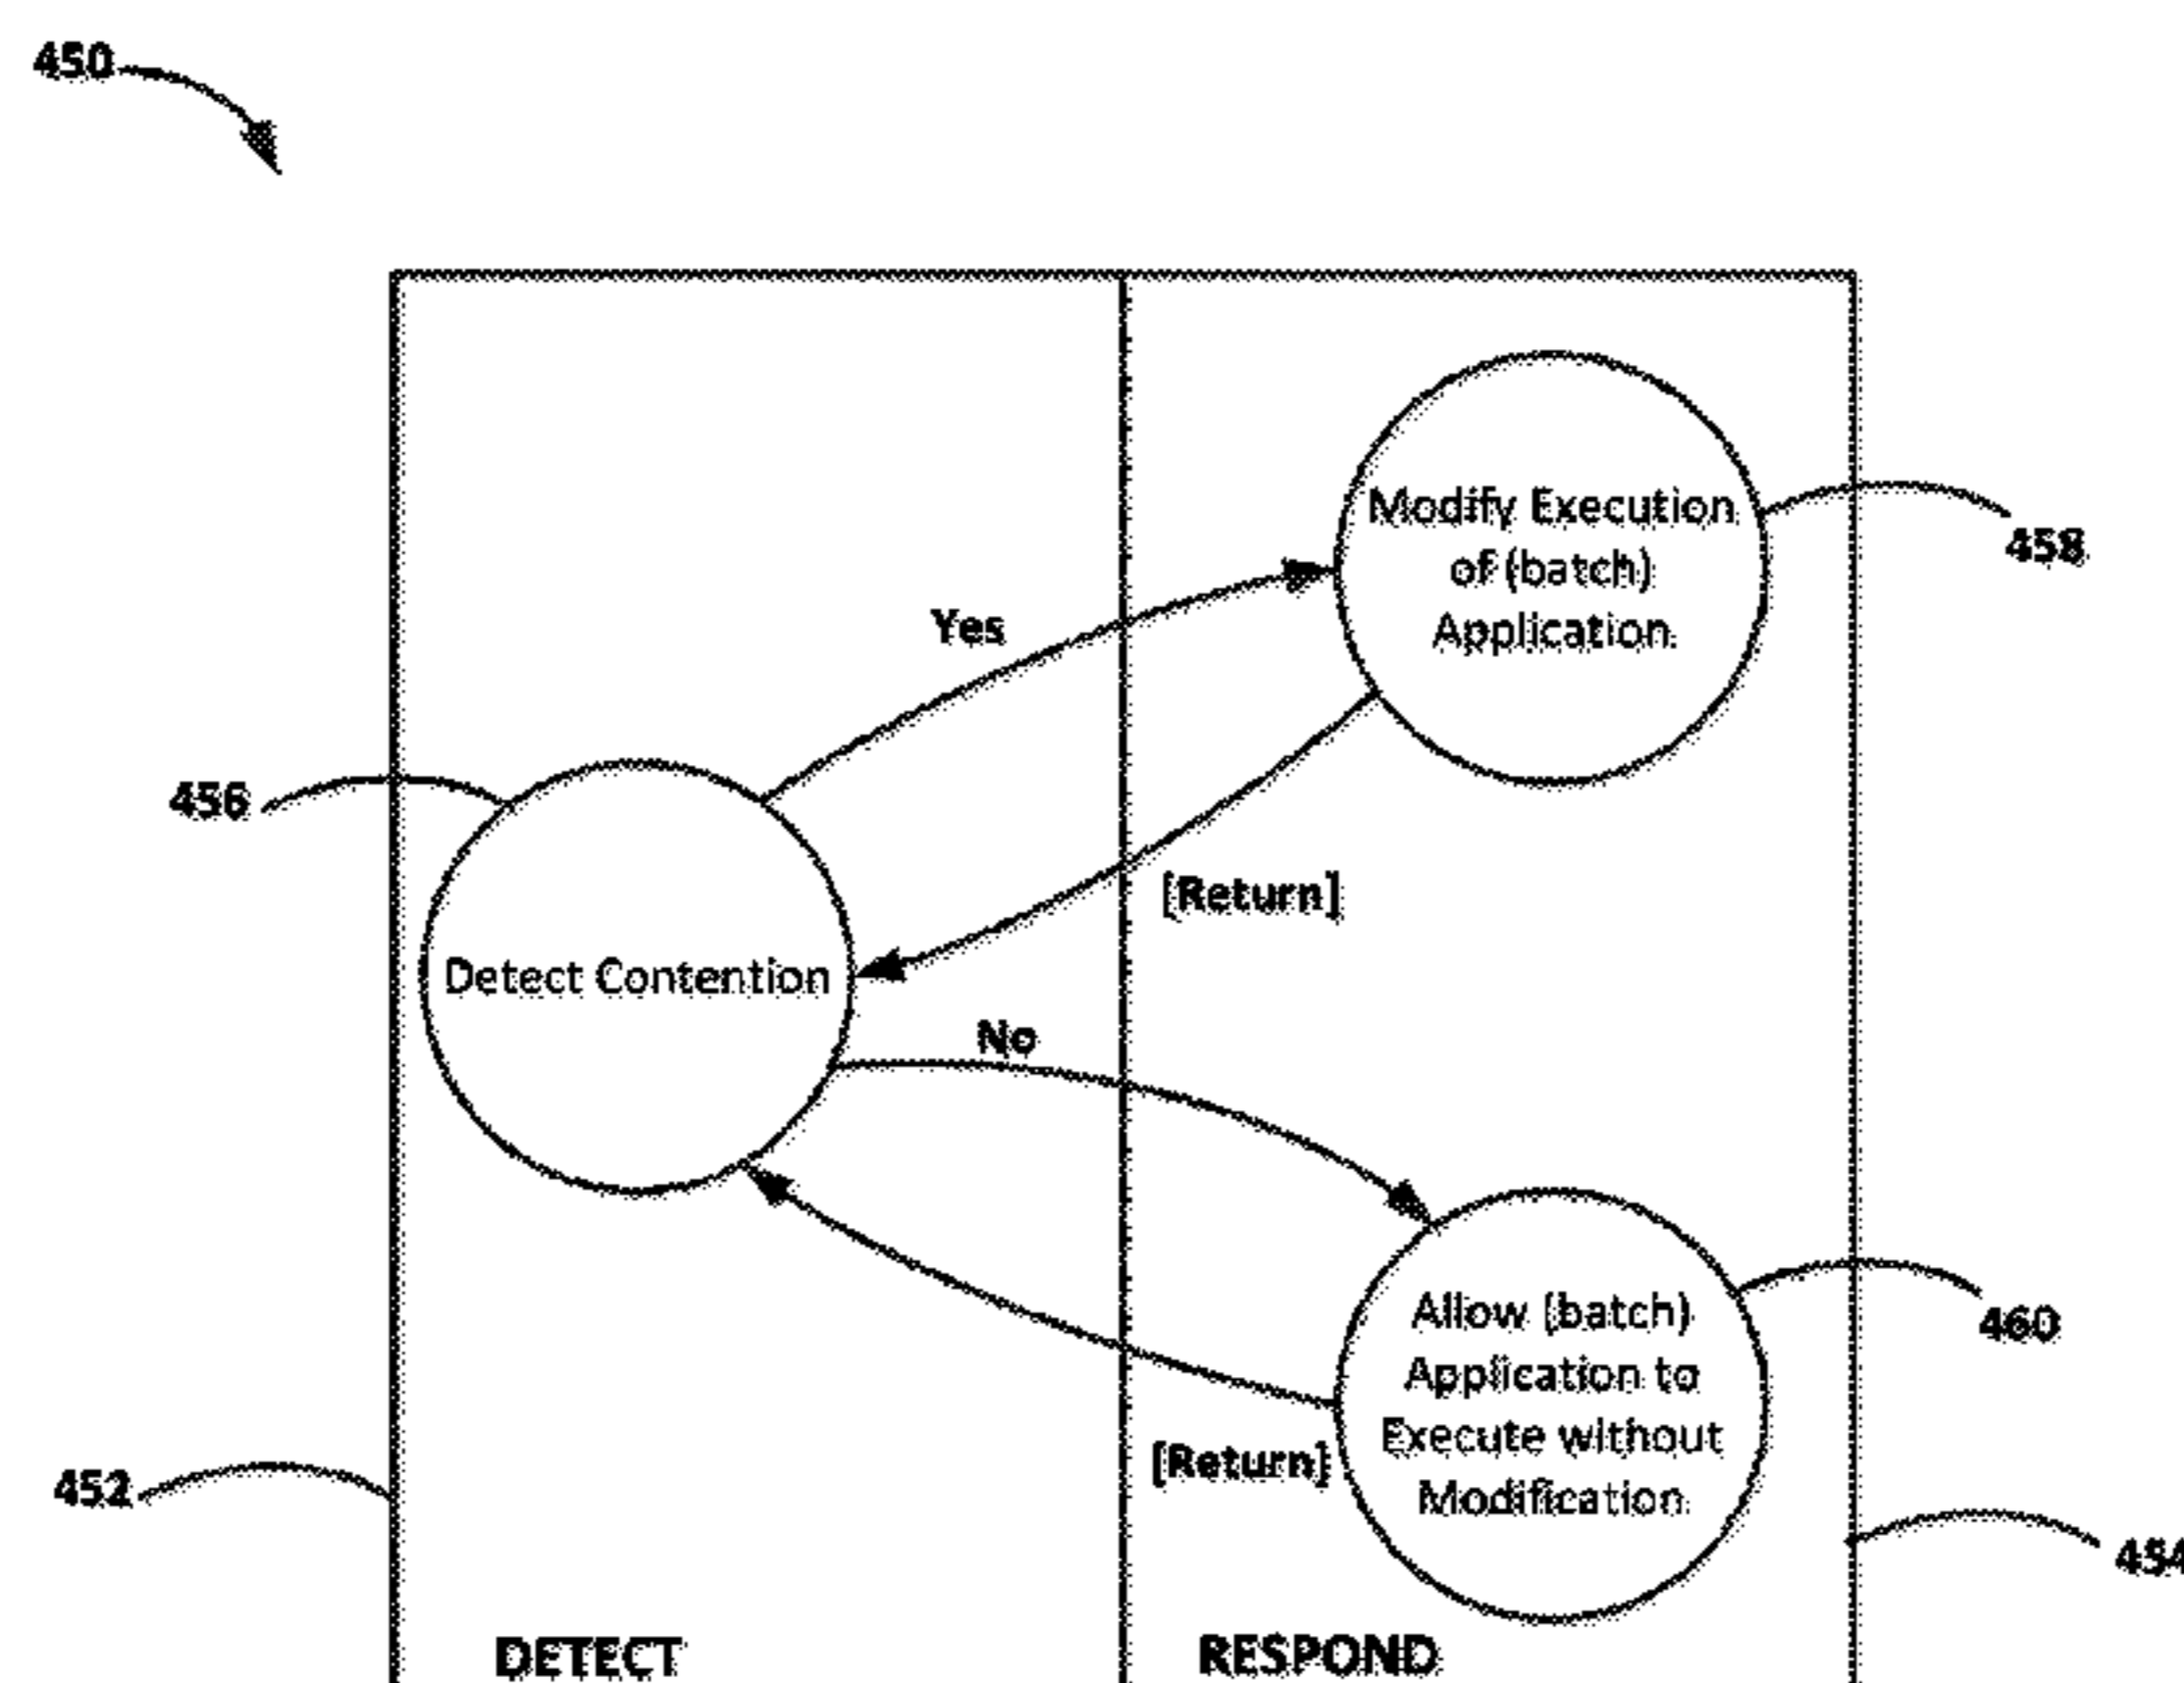 450
Modify Execution
of (batch)
Application
458
Yes
456
[Return]
Detect Contention
No
Allow (batch)
Application to
Execute without
Modification
460
[Return]
452
454
DETECT
RESPOND